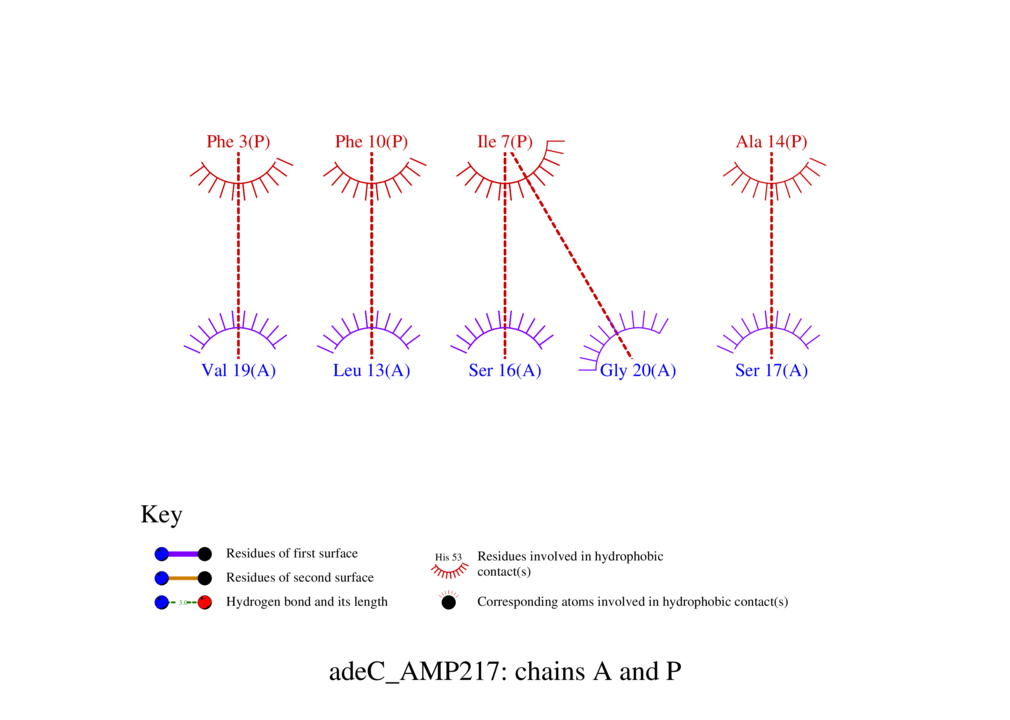 Phe 3(P) Phe 10(P) Ile 7(P) Ala 14(P)
Val 19(A) Leu 13(A) Ser 16(A) Gly 20(A) Ser 17(A)
Key
Residues of first surface
Residues of second surface
3.0
Hydrogen bond and its length
His 53
Residues involved in hydrophobic
contact(s)
Corresponding atoms involved in hydrophobic contact(s)
adeC_AMP217: chains A and P